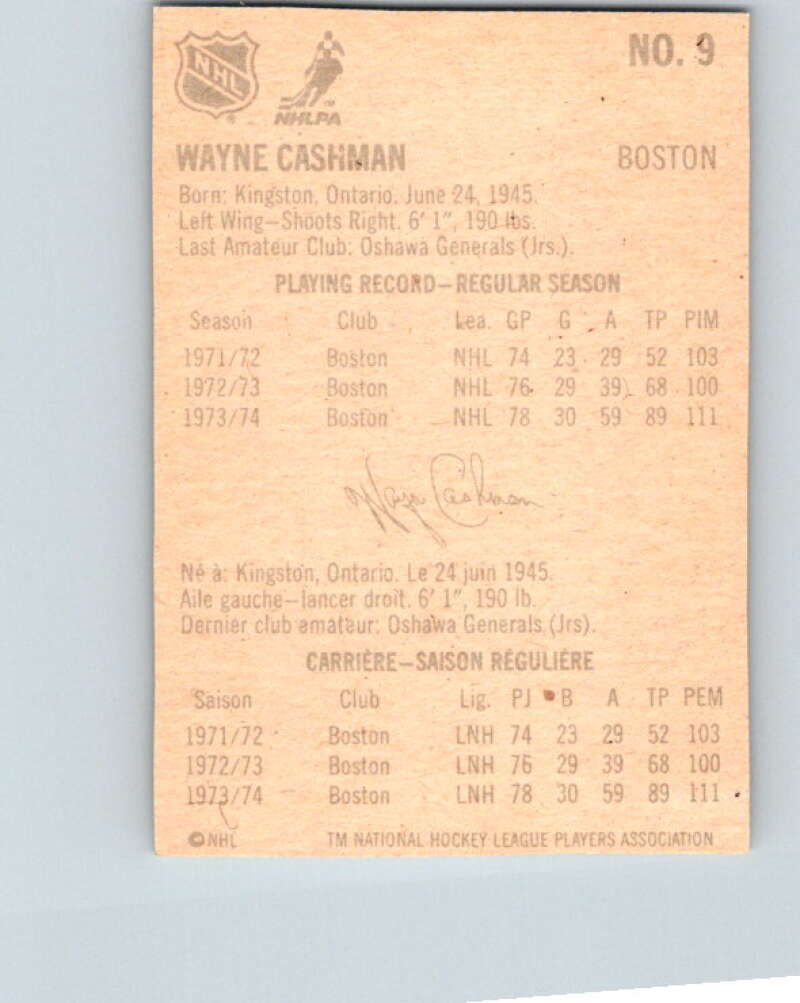 NHL
NHLPA
NO. 9
WAYNE CASHMAN BOSTON
Born: Kingston, Ontario. June 24, 1945.
Left Wing—Shoots Right. 6′ 1″, 190 lbs.
Last Amateur Club: Oshawa Generals (Jrs.).
PLAYING RECORD—REGULAR SEASON
Season Club Lea. GP G A TP PIM
1971/72 Boston NHL 74 23 29 52 103
1972/73 Boston NHL 76 29 39 68 100
1973/74 Boston NHL 78 30 59 89 111
Wayne Cashman
Né à: Kingston, Ontario. Le 24 juin 1945.
Aile gauche—lancer droit. 6′ 1″, 190 lb.
Dernier club amateur: Oshawa Generals (Jrs).
CARRIÈRE—SAISON RÉGULIÈRE
Saison Club Lig. PJ B A TP PEM
1971/72 Boston LNH 74 23 29 52 103
1972/73 Boston LNH 76 29 39 68 100
1973/74 Boston LNH 78 30 59 89 111
©NHL TM NATIONAL HOCKEY LEAGUE PLAYERS ASSOCIATION